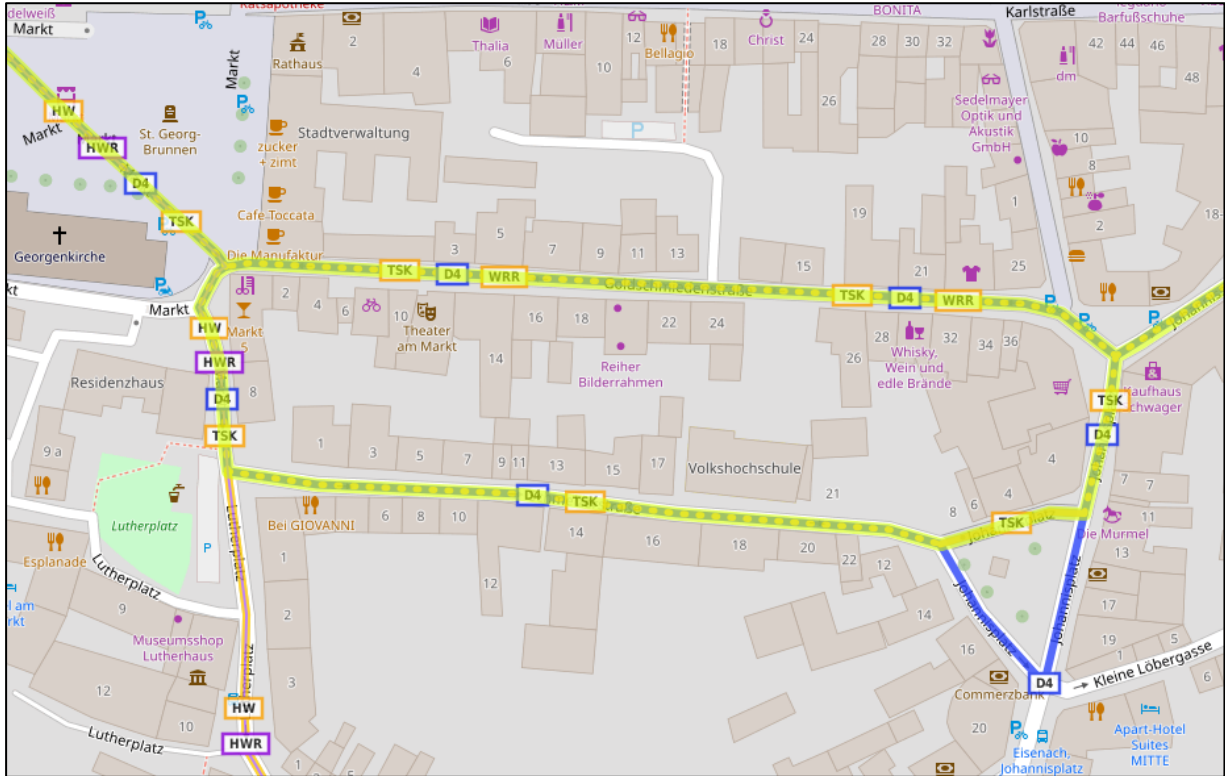 delweiß
Markt
Ratsapotheke
Markt
Rathaus
2
4
Thalia
6
Müller
10
12
Bellagio
18
Christ
24
26
BONITA
28
30
32
Karlstraße
Barfußschuhe
42
44
46
48
dm
Sedelmayer
Optik und
Akustik
GmbH
10
8
2
18-
1
HW
Markt
HWR
D4
TSK
St. Georg-
Brunnen
Stadtverwaltung
zucker
+ zimt
Cafe Toccata
Die Manufaktur
Georgenkirche
P
3
5
7
9
11
13
15
19
21
25
TSK
D4
WRR
Goldschmiedenstraße
TSK
D4
WRR
Johannis
Markt
HW
Markt
5
HWR
D4
TSK
8
Residenzhaus
2
4
6
10
Theater
am Markt
14
16
18
22
24
Reiher
Bilderrahmen
26
28
32
34
36
Whisky,
Wein und
edle Brände
TSK
D4
Kaufhaus
chwager
4
9 a
1
3
5
7
9
11
13
15
17
Volkshochschule
21
D4
TSK
8
6
4
TSK
7
7
11
Die Murmel
13
17
19
1
5
6
Bei GIOVANNI
6
8
10
14
16
18
20
22
12
14
16
12
Lutherplatz
P
Lutherplatz
Esplanade
Lutherplatz
9
Museumsshop
Lutherhaus
12
10
Lutherplatz
1
2
3
1
HW
HWR
Johannisplatz
Johannisplatz
D4
Kleine Löbergasse
Commerzbank
20
Eisenach,
Johannisplatz
Apart-Hotel
Suites
MITTE